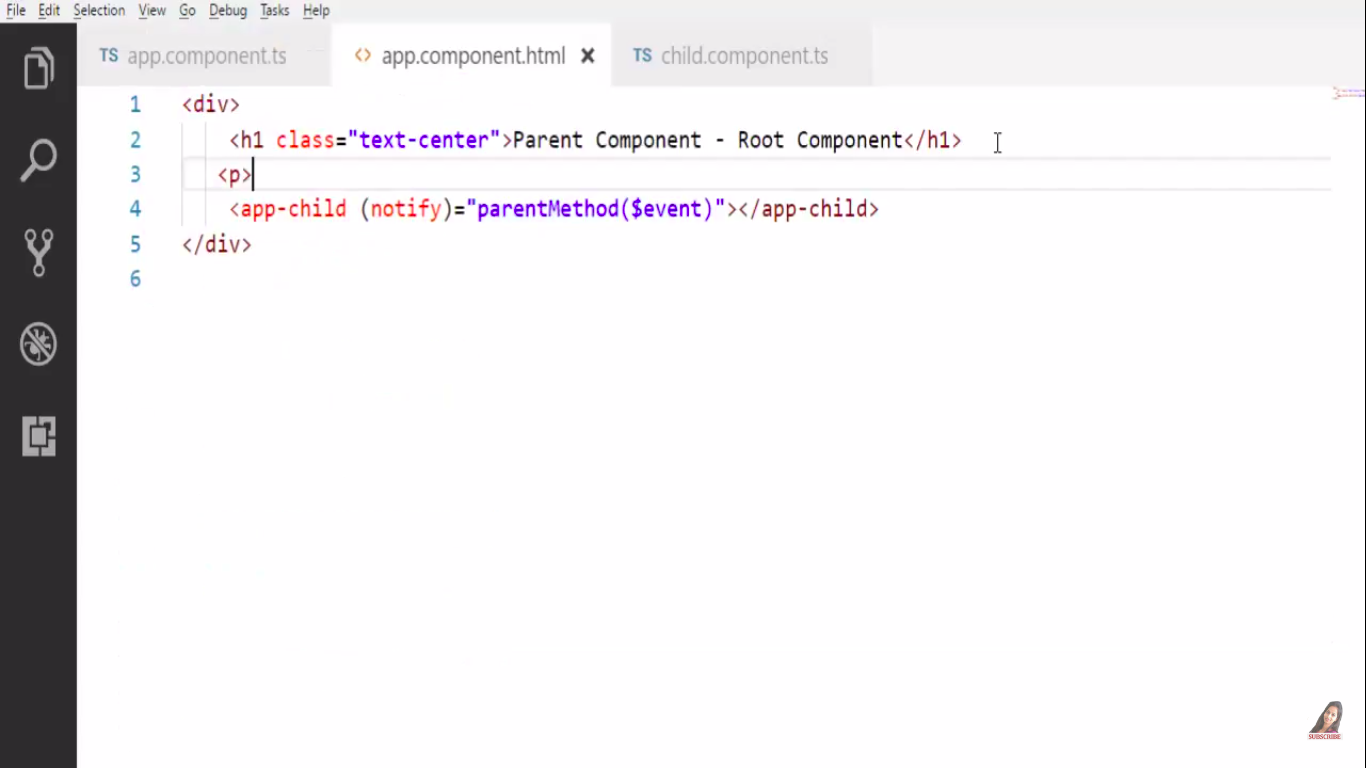 File Edit Selection View Go Debug Tasks Help
TS app.component.ts <> app.component.html × TS child.component.ts
1 <div>
2 <h1 class="text-center">Parent Component - Root Component</h1>
3 <p>
4 <app-child (notify)="parentMethod($event)"></app-child>
5 </div>
6
SUBSCRIBE